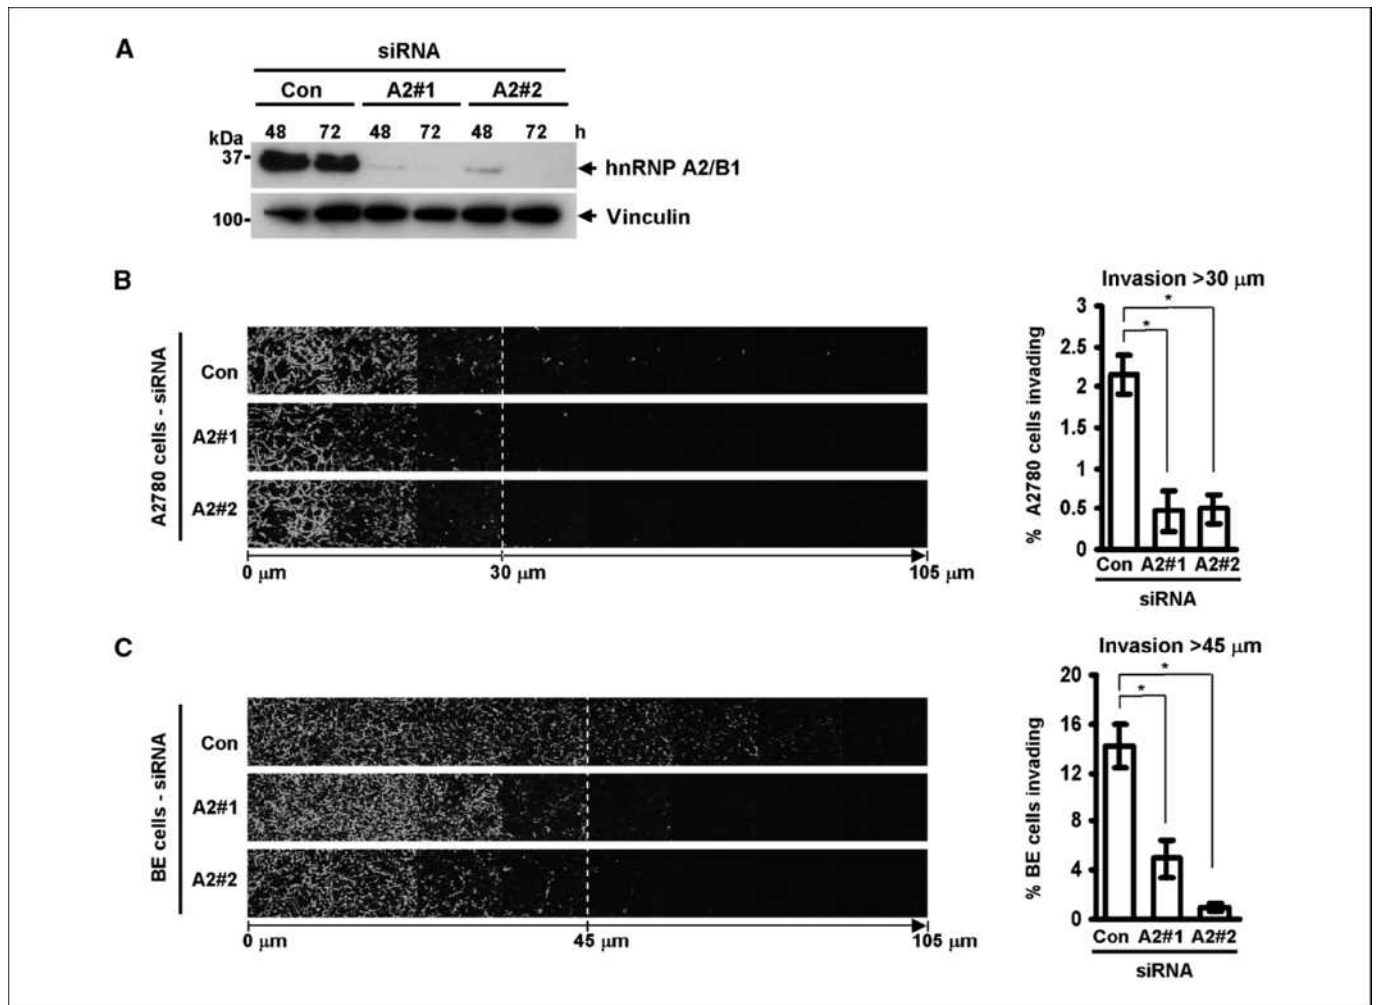 A
siRNA
Con A2#1 A2#2
kDa 48 72 48 72 48 72 h
37
hnRNP A2/B1
100
Vinculin
B
Invasion >30 μm
A2780 cells - siRNA
Con
A2#1
A2#2
0 μm 30 μm 105 μm
% A2780 cells invading
3
2.5
2
1.5
1
0.5
0
*
*
Con A2#1 A2#2
siRNA
C
Invasion >45 μm
BE cells - siRNA
Con
A2#1
A2#2
0 μm 45 μm 105 μm
% BE cells invading
20
16
12
8
4
0
*
*
Con A2#1 A2#2
siRNA